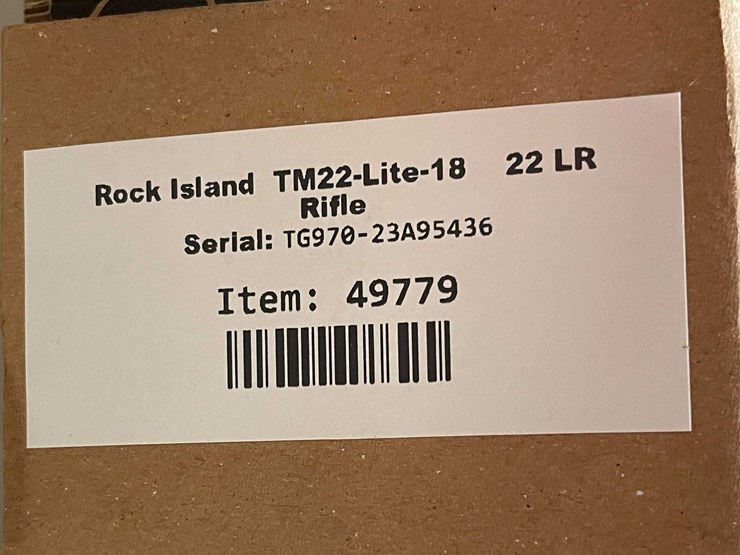 Rock Island TM22-Lite-18 22 LR
Rifle
Serial: TG970-23A95436
Item: 49779